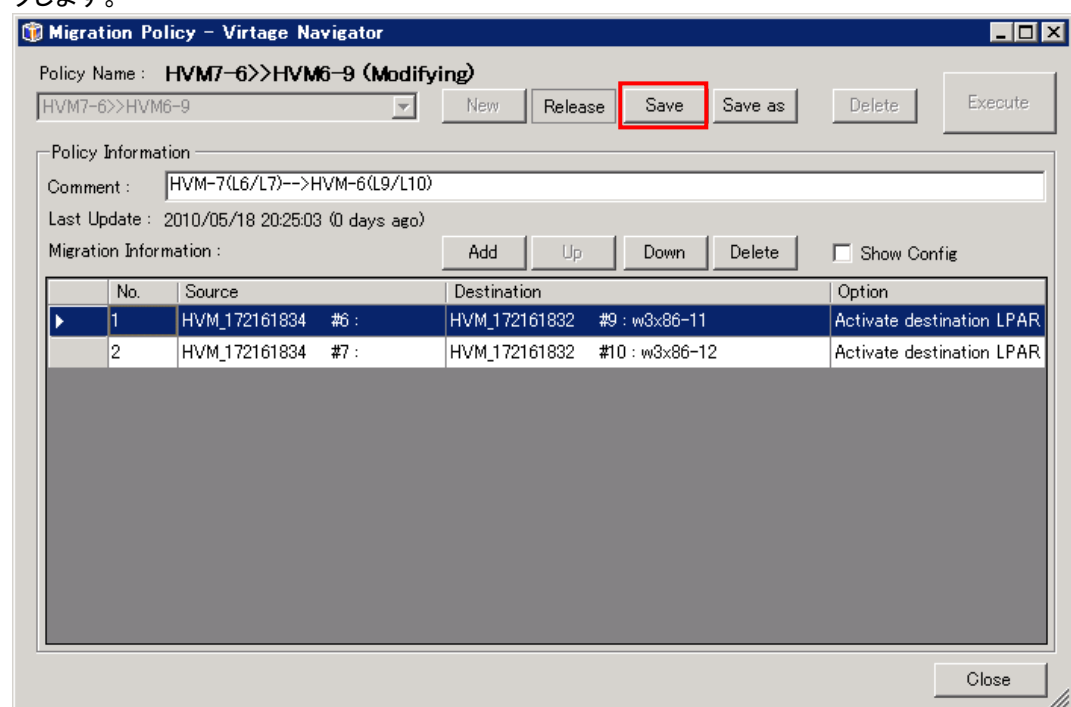 うします。
Migration Policy - Virtage Navigator
Policy Name : HVM7-6>>HVM6-9 (Modifying)
HVM7-6>>HVM6-9 New Release Save Save as Delete Execute
Policy Information
Comment : HVM-7(L6/L7)-->HVM-6(L9/L10)
Last Update : 2010/05/18 20:25:03 (0 days ago)
Migration Information : Add Up Down Delete Show Config
No. Source Destination Option
1 HVM_172161834 #6 : HVM_172161832 #9 : w3x86-11 Activate destination LPAR
2 HVM_172161834 #7 : HVM_172161832 #10 : w3x86-12 Activate destination LPAR
Close